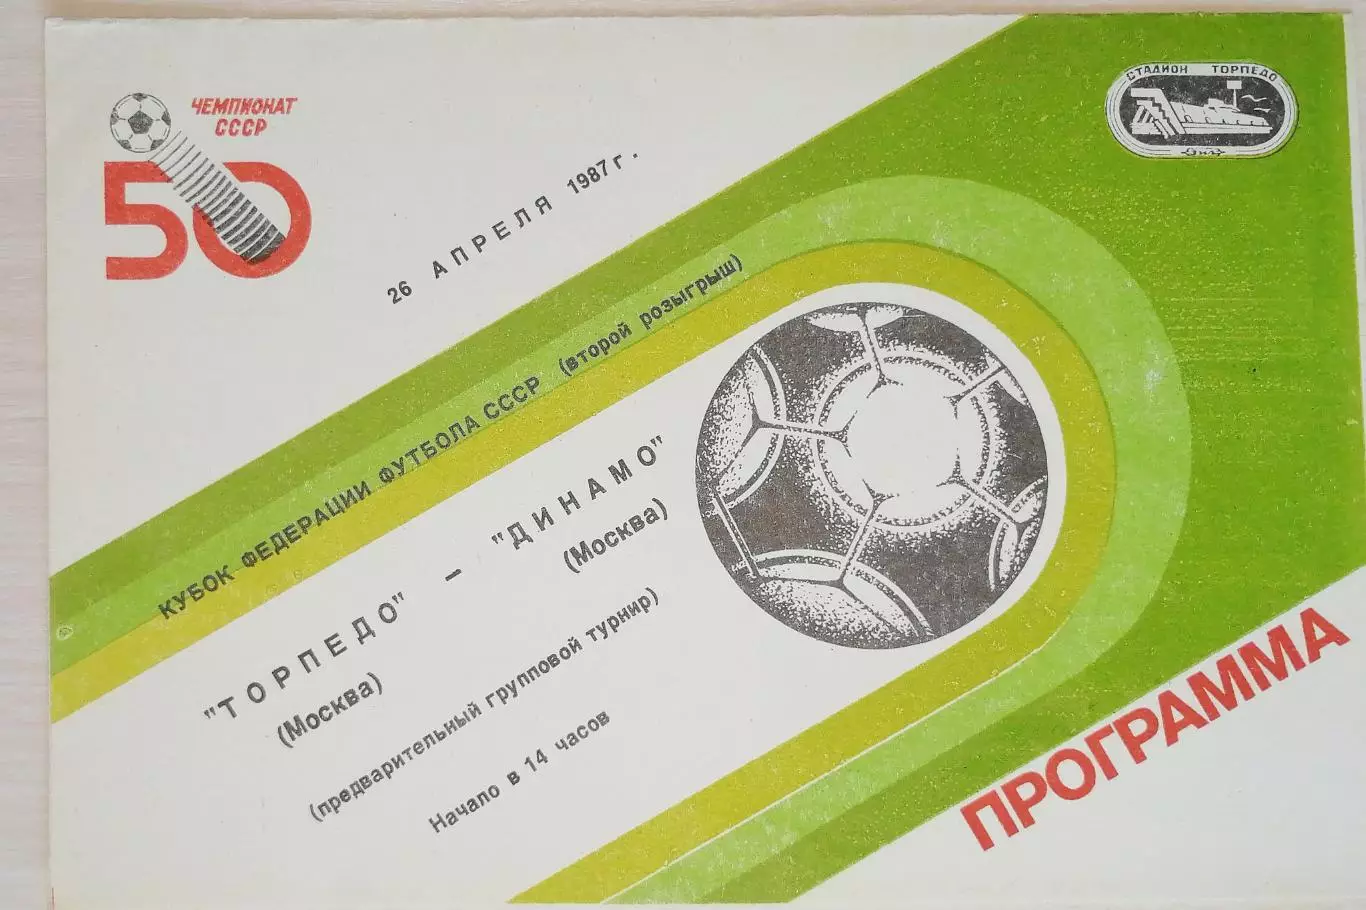 ЧЕМПИОНАТ
СССР
50
СТАДИОН ТОРПЕДО
ЗИЛ
26 АПРЕЛЯ 1987 г.
КУБОК ФЕДЕРАЦИИ ФУТБОЛА СССР (второй розыгрыш)
"ТОРПЕДО" – "ДИНАМО"
(Москва) (Москва)
(предварительный групповой турнир)
Начало в 14 часов
ПРОГРАММА